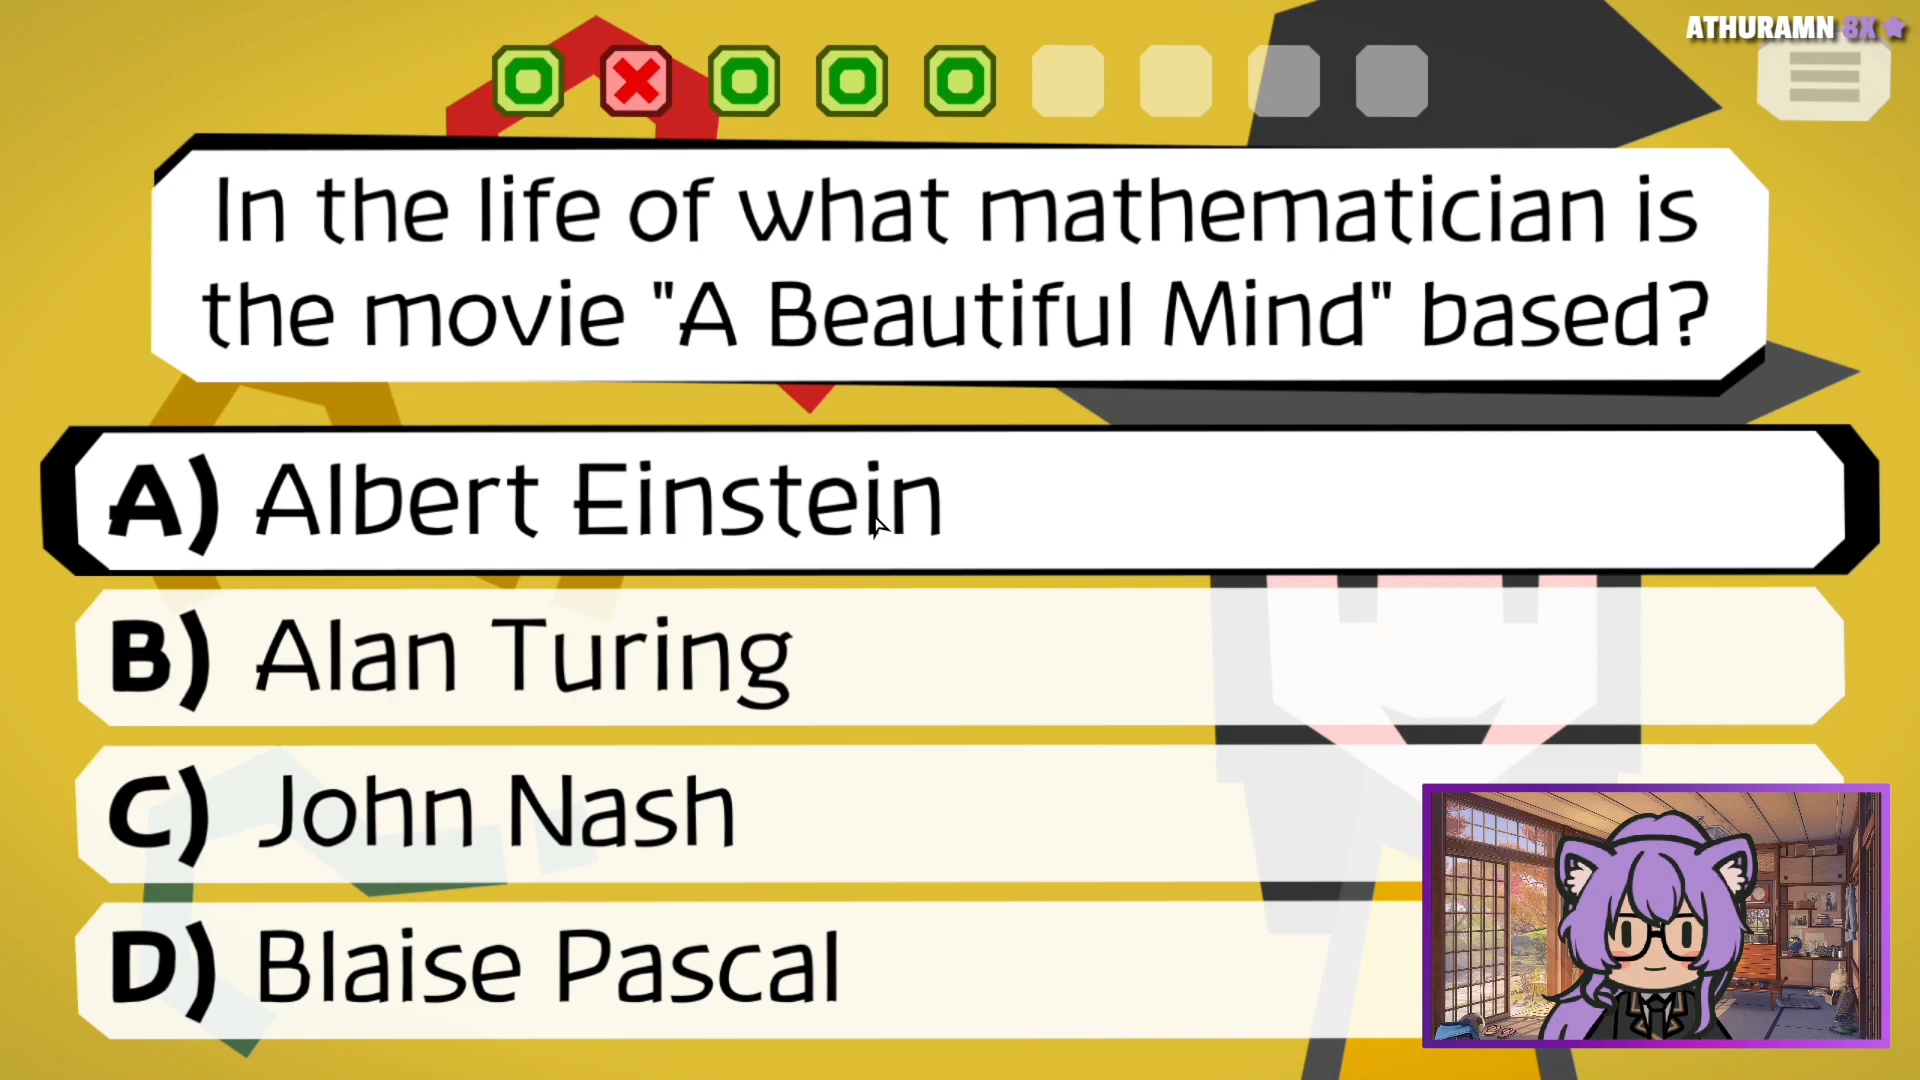 ATHURAMN 8X
In the life of what mathematician is
the movie "A Beautiful Mind" based?
A) Albert Einstein
B) Alan Turing
C) John Nash
D) Blaise Pascal